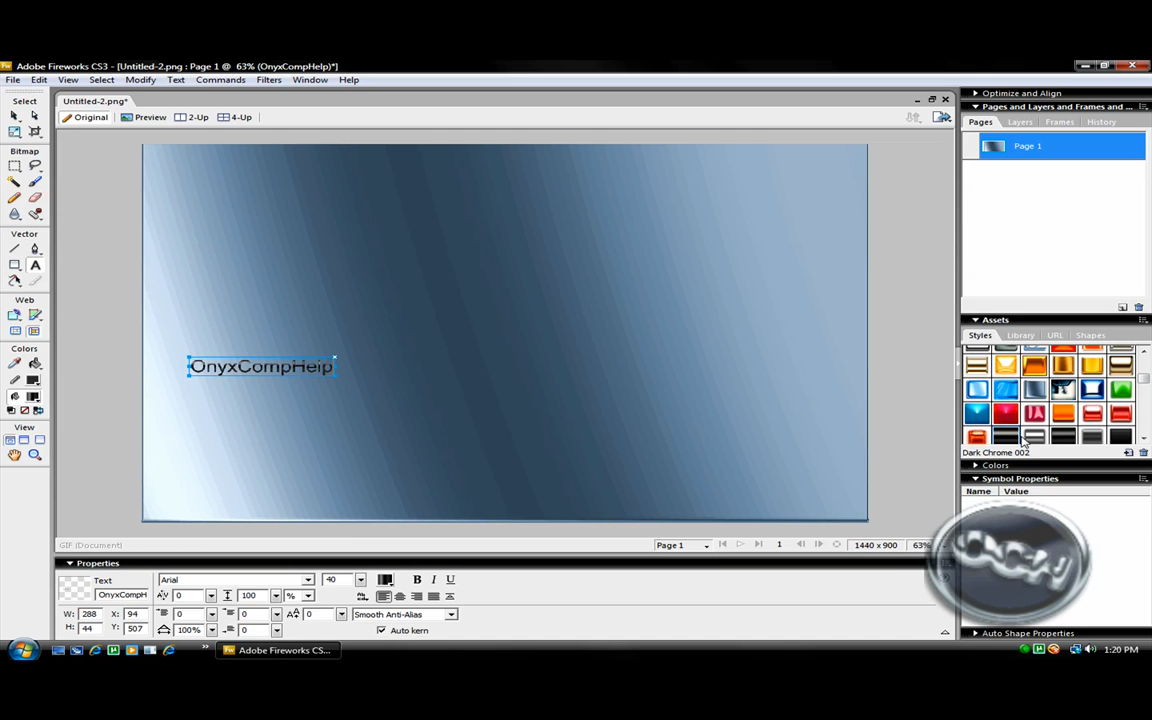 Adobe Fireworks CS3 - [Untitled-2.png : Page 1 @ 63% (OnyxCompHelp)*]
File Edit View Select Modify Text Commands Filters Window Help
Select
Bitmap
Vector
A
Web
Colors
View
Untitled-2.png*
Original Preview 2-Up 4-Up
OnyxCompHelp
GIF (Document)
Page 1 1 1440 x 900 63%
Properties
Text
OnyxCompH
Arial 40 B I U
0 100 %
W: 288 X: 94 0 0 0 Smooth Anti-Alias
H: 44 Y: 507 100% 0 Auto kern
Optimize and Align
Pages and Layers and Frames and ...
Pages Layers Frames History
Page 1
Assets
Styles Library URL Shapes
Dark Chrome 002
Colors
Symbol Properties
Name Value
OCH
Auto Shape Properties
Adobe Fireworks CS...
1:20 PM